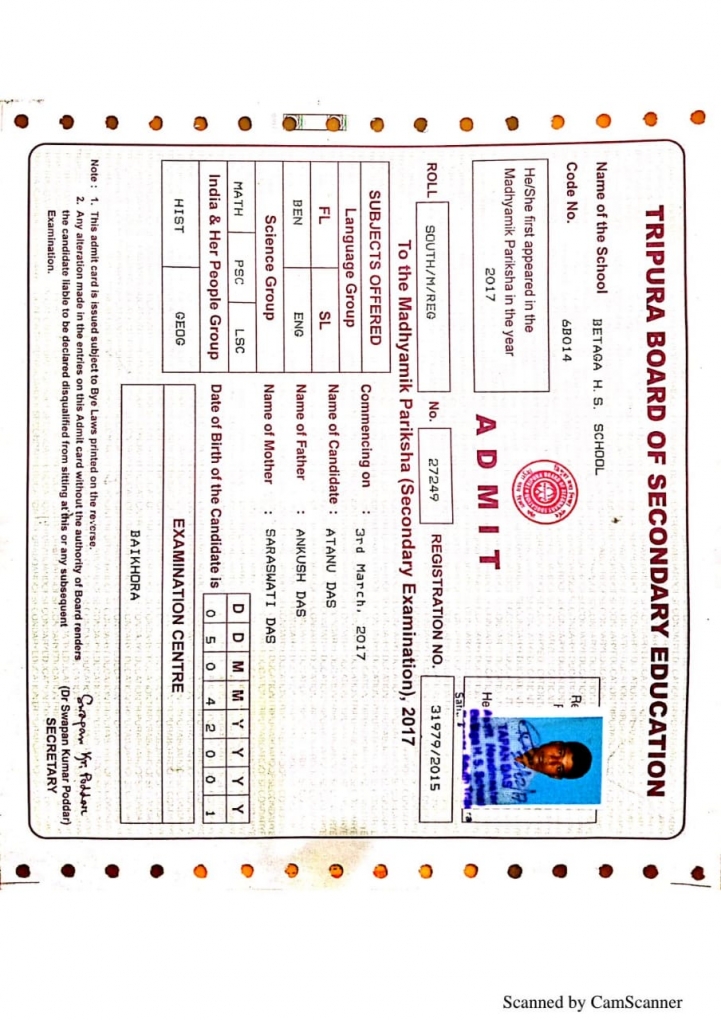 TRIPURA BOARD OF SECONDARY EDUCATION
Name of the School BETAGA H. S. SCHOOL
Code No. 6B014
He/She first appeared in the
Madhyamik Pariksha in the year
2017
ADMIT
ROLL SOUTH/M/REG No. 27249 REGISTRATION NO. 31979/2015
To the Madhyamik Pariksha (Secondary Examination), 2017
SUBJECTS OFFERED
Language Group
FL SL
BEN ENG
Science Group
MATH PSC LSC
India & Her People Group
HIST GEOG
Commencing on : 3rd March, 2017
Name of Candidate : ATANU DAS
Name of Father : ANKUSH DAS
Name of Mother : SARASWATI DAS
Date of Birth of the Candidate is
D D M M Y Y Y Y
0 5 0 4 2 0 0 1
EXAMINATION CENTRE
BAIKHORA
Note : 1. This admit card is issued subject to Bye Laws printed on the reverse.
2. Any alteration made in the entries on this Admit card without the authority of Board renders
the candidate liable to be declared disqualified from sitting at this or any subsequent
Examination.
Swapan Kr. Poddar
(Dr Swapan Kumar Poddar)
SECRETARY
Scanned by CamScanner